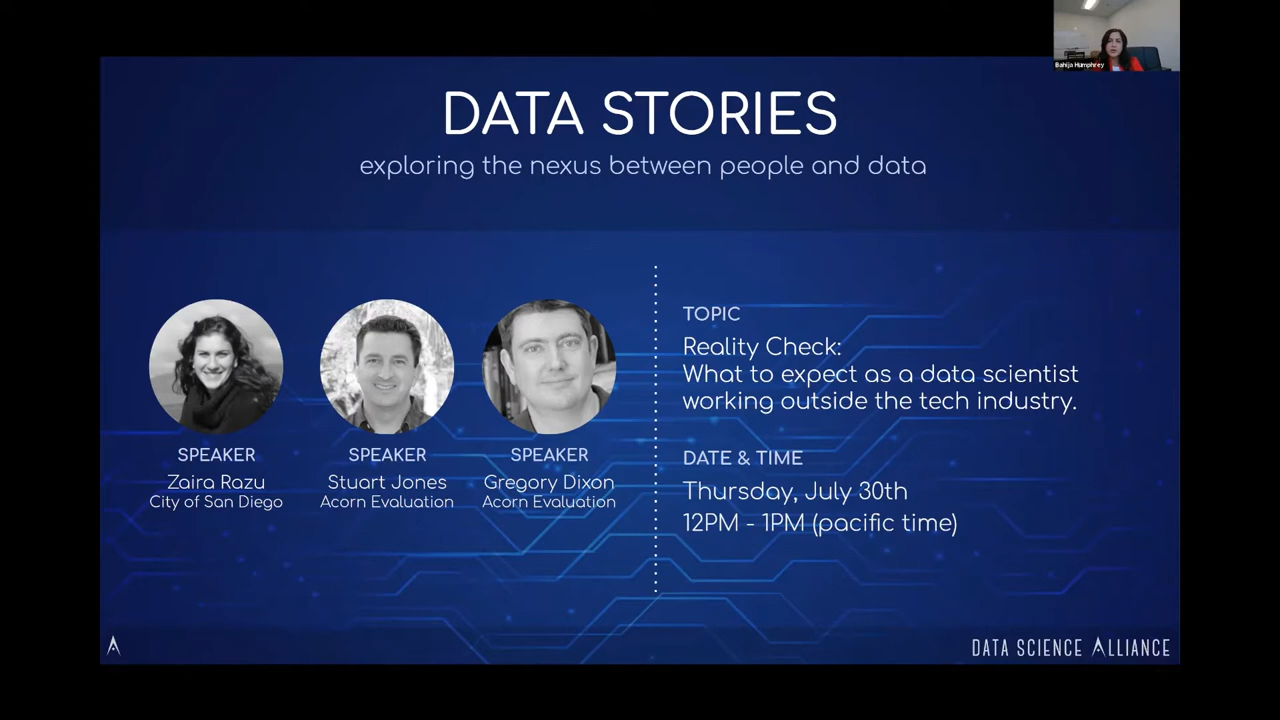 Bahija Humphrey
DATA STORIES
exploring the nexus between people and data
SPEAKER
Zaira Razu
City of San Diego
SPEAKER
Stuart Jones
Acorn Evaluation
SPEAKER
Gregory Dixon
Acorn Evaluation
TOPIC
Reality Check:
What to expect as a data scientist
working outside the tech industry.
DATE & TIME
Thursday, July 30th
12PM - 1PM (pacific time)
DATA SCIENCE ALLIANCE